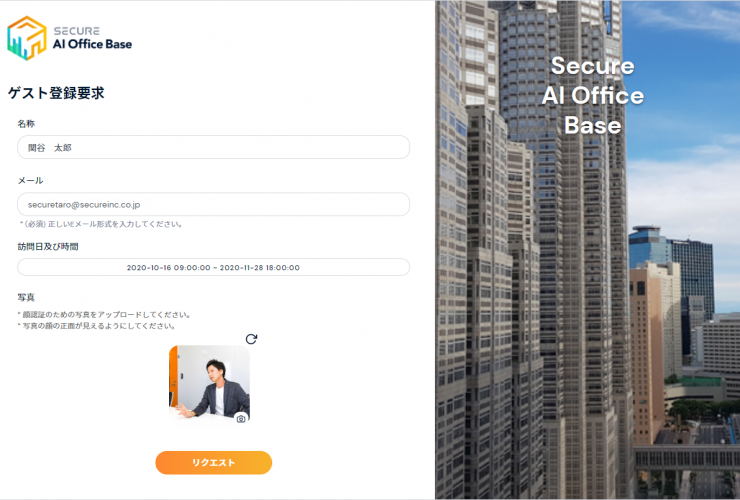 SECURE
AI Office Base
ゲスト登録要求
名称
関谷　太郎
メール
securetaro@secureinc.co.jp
* (必須) 正しいEメール形式を入力してください。
訪問日及び時間
2020-10-16 09:00:00 ~ 2020-11-28 18:00:00
写真
* 顔認証のための写真をアップロードしてください。
* 写真の顔の正面が見えるようにしてください。
リクエスト
Secure
AI Office
Base